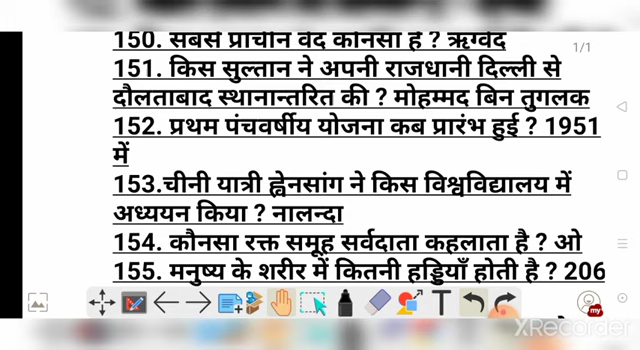 150. सबसे प्राचीन वेद कौनसा है ? ऋग्वेद
1/1
151. किस सुल्तान ने अपनी राजधानी दिल्ली से
दौलताबाद स्थानान्तरित की ? मोहम्मद बिन तुगलक
152. प्रथम पंचवर्षीय योजना कब प्रारंभ हुई ? 1951
में
153.चीनी यात्री ह्वेनसांग ने किस विश्वविद्यालय में
अध्ययन किया ? नालन्दा
154. कौनसा रक्त समूह सर्वदाता कहलाता है ? ओ
155. मनुष्य के शरीर में कितनी हड्डियाँ होती है ? 206
T
my
XRecorder